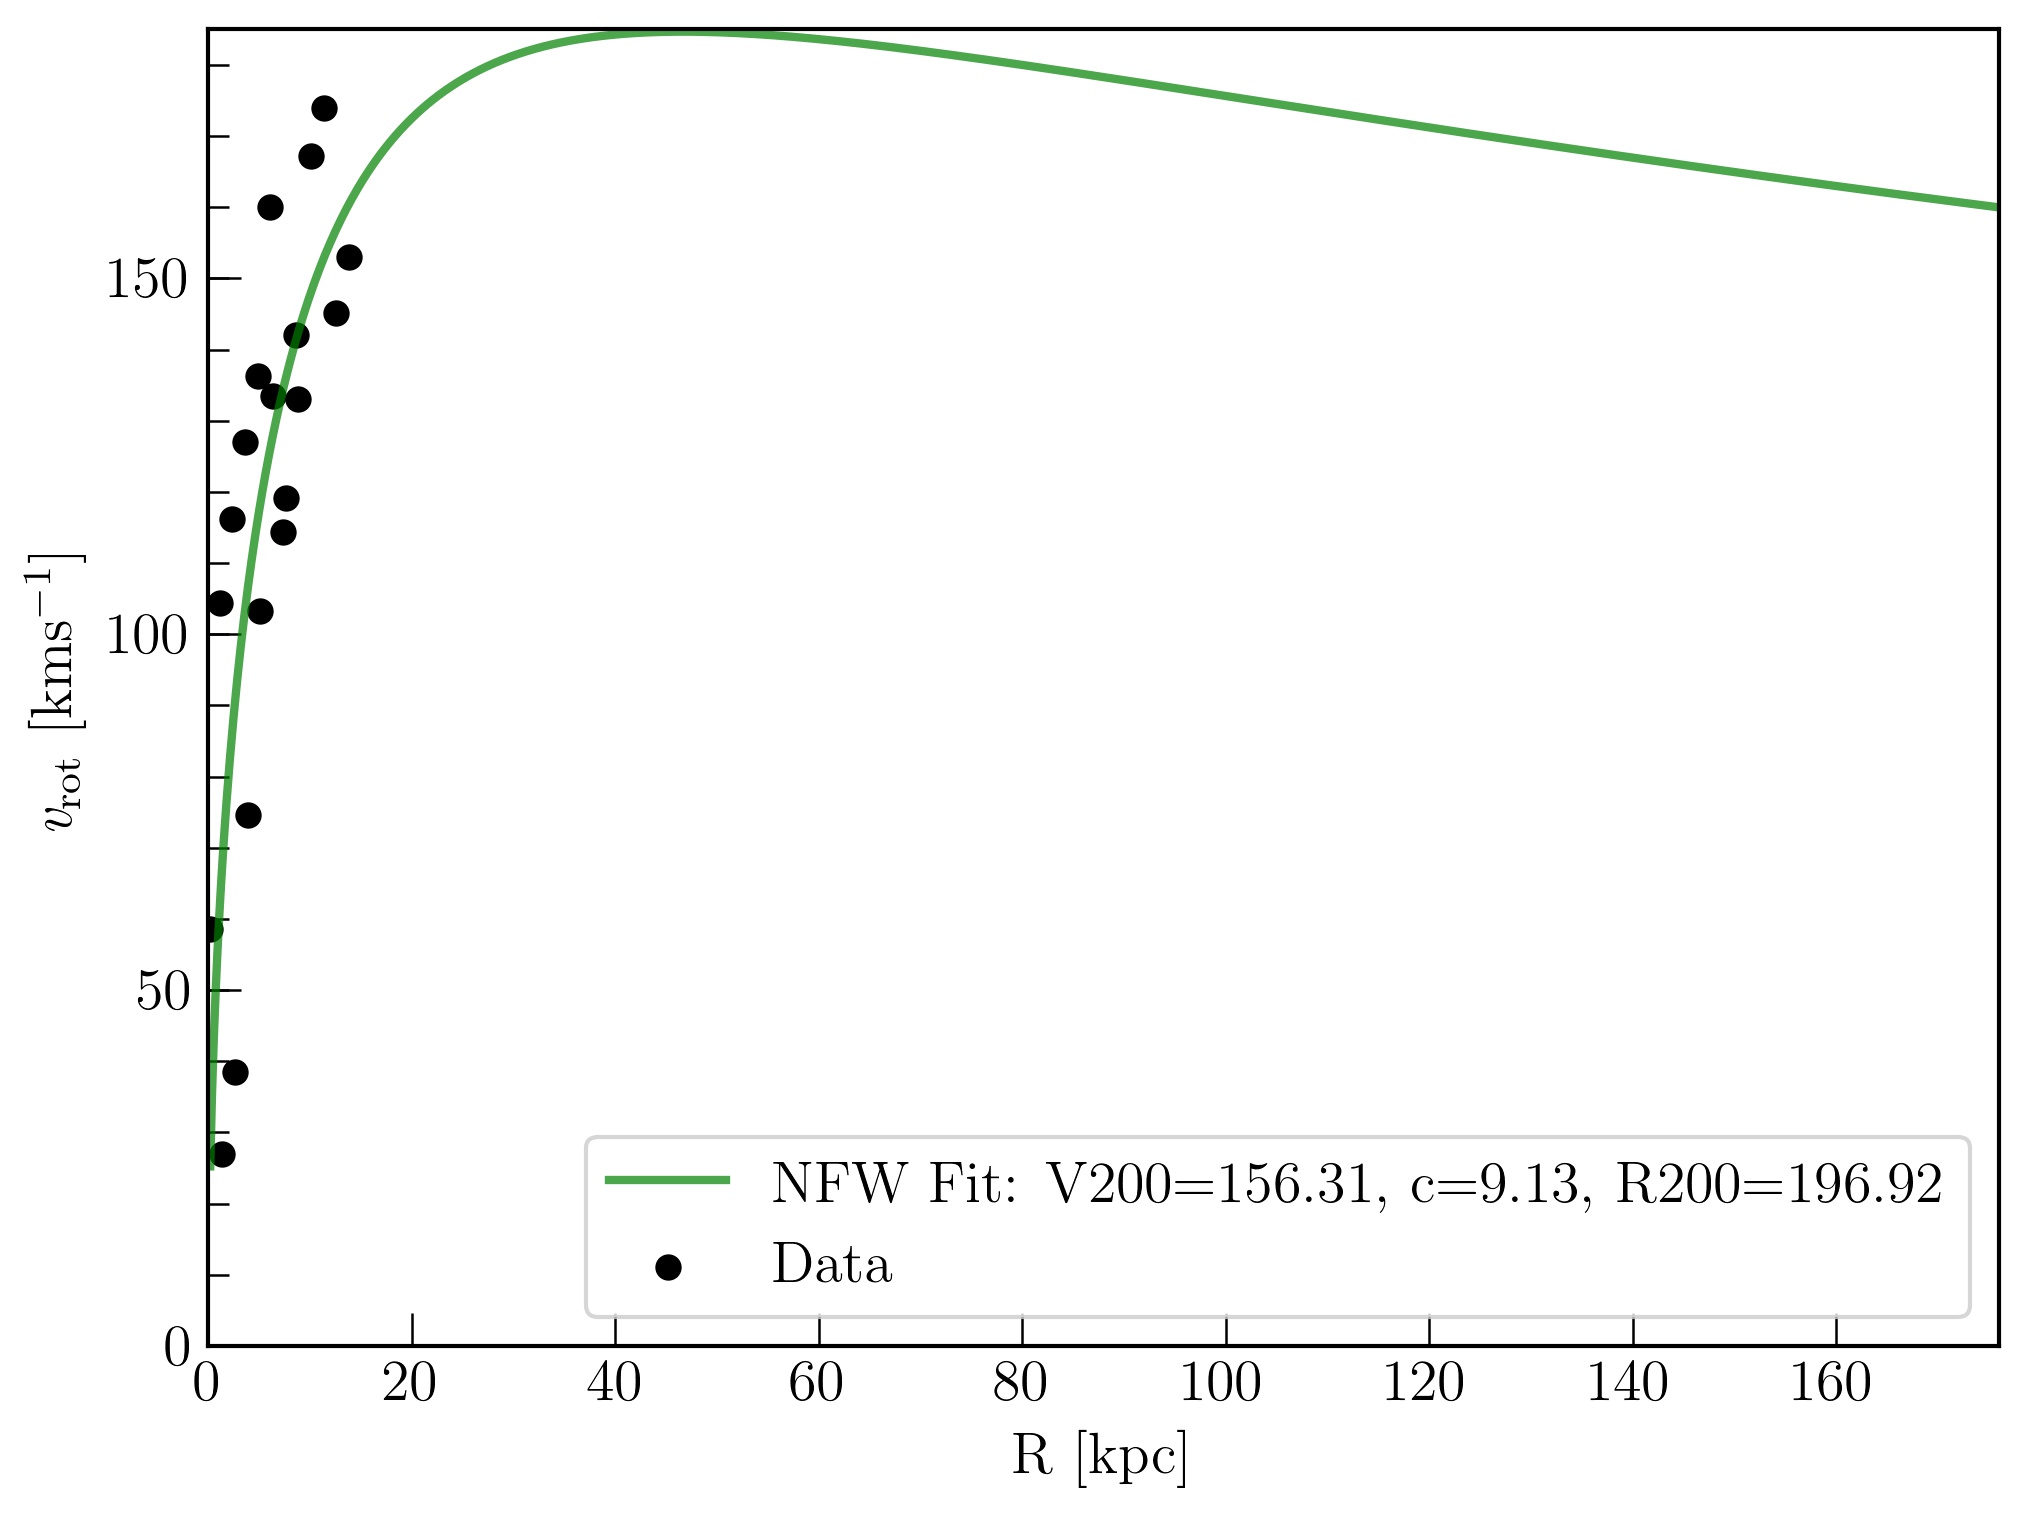 150
100
50
0
v_rot [kms⁻¹]
NFW Fit: V200=156.31, c=9.13, R200=196.92
Data
0 20 40 60 80 100 120 140 160
R [kpc]